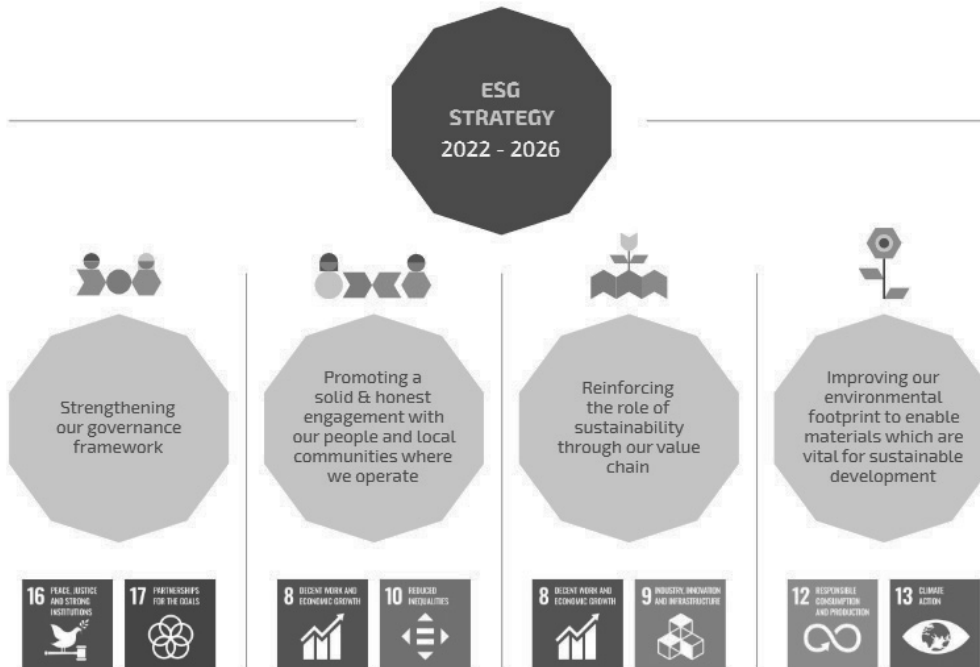 ESG
STRATEGY
2022 - 2026
Strengthening
our governance
framework
Promoting a
solid & honest
engagement with
our people and local
communities where
we operate
Reinforcing
the role of
sustainability
through our value
chain
Improving our
environmental
footprint to enable
materials which are
vital for sustainable
development
16 PEACE, JUSTICE
AND STRONG
INSTITUTIONS
17 PARTNERSHIPS
FOR THE GOALS
8 DECENT WORK AND
ECONOMIC GROWTH
10 REDUCED
INEQUALITIES
8 DECENT WORK AND
ECONOMIC GROWTH
9 INDUSTRY, INNOVATION
AND INFRASTRUCTURE
12 RESPONSIBLE
CONSUMPTION
AND PRODUCTION
13 CLIMATE
ACTION